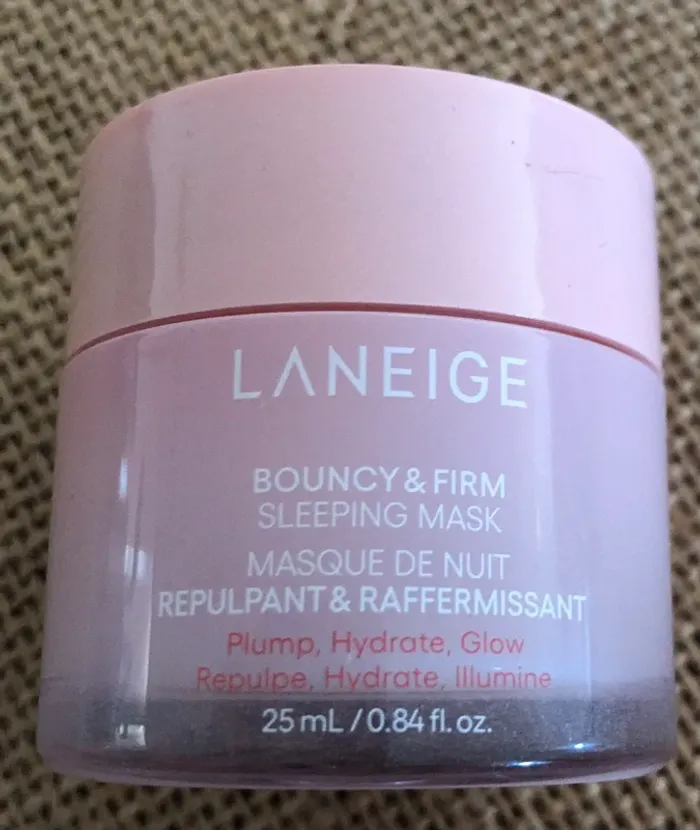 LANEIGE
BOUNCY & FIRM
SLEEPING MASK
MASQUE DE NUIT
REPULPANT & RAFFERMISSANT
Plump, Hydrate, Glow
Repulpe, Hydrate, Illumine
25 mL / 0.84 fl. oz.